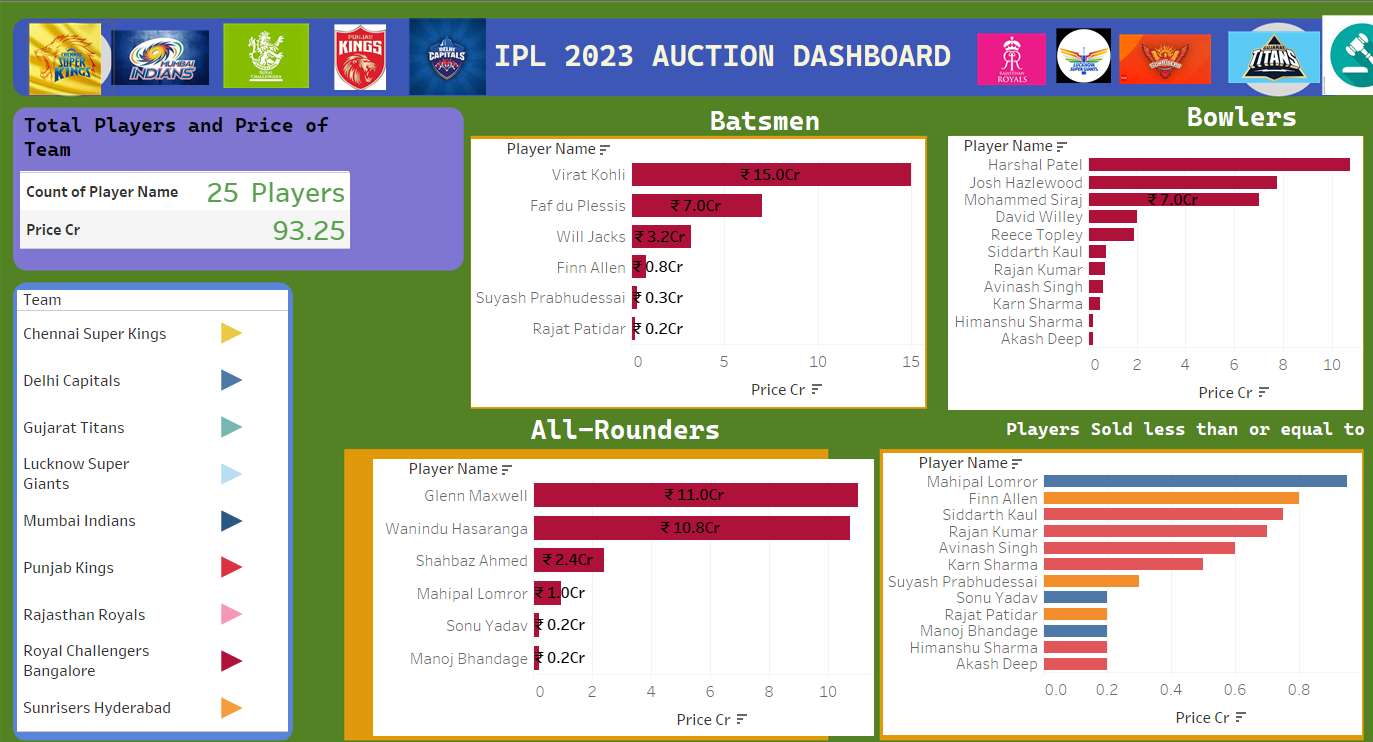 CHENNAI
SUPER
KINGS
MUMBAI
INDIANS
ROYAL
CHALLENGERS
PUNJAB
KINGS
DELHI
CAPITALS
IPL 2023 AUCTION DASHBOARD
RAJASTHAN
ROYALS
LUCKNOW
SUPER GIANTS
SUNRISERS
GUJARAT
TITANS
Total Players and Price of
Team
Count of Player Name 25 Players
Price Cr 93.25
Team
Chennai Super Kings
Delhi Capitals
Gujarat Titans
Lucknow Super
Giants
Mumbai Indians
Punjab Kings
Rajasthan Royals
Royal Challengers
Bangalore
Sunrisers Hyderabad
Batsmen
Player Name
Virat Kohli ₹ 15.0Cr
Faf du Plessis ₹ 7.0Cr
Will Jacks ₹ 3.2Cr
Finn Allen ₹ 0.8Cr
Suyash Prabhudessai ₹ 0.3Cr
Rajat Patidar ₹ 0.2Cr
0 5 10 15
Price Cr
Bowlers
Player Name
Harshal Patel
Josh Hazlewood
Mohammed Siraj ₹ 7.0Cr
David Willey
Reece Topley
Siddarth Kaul
Rajan Kumar
Avinash Singh
Karn Sharma
Himanshu Sharma
Akash Deep
0 2 4 6 8 10
Price Cr
All-Rounders
Player Name
Glenn Maxwell ₹ 11.0Cr
Wanindu Hasaranga ₹ 10.8Cr
Shahbaz Ahmed ₹ 2.4Cr
Mahipal Lomror ₹ 1.0Cr
Sonu Yadav ₹ 0.2Cr
Manoj Bhandage ₹ 0.2Cr
0 2 4 6 8 10
Price Cr
Players Sold less than or equal to
Player Name
Mahipal Lomror
Finn Allen
Siddarth Kaul
Rajan Kumar
Avinash Singh
Karn Sharma
Suyash Prabhudessai
Sonu Yadav
Rajat Patidar
Manoj Bhandage
Himanshu Sharma
Akash Deep
0.0 0.2 0.4 0.6 0.8
Price Cr